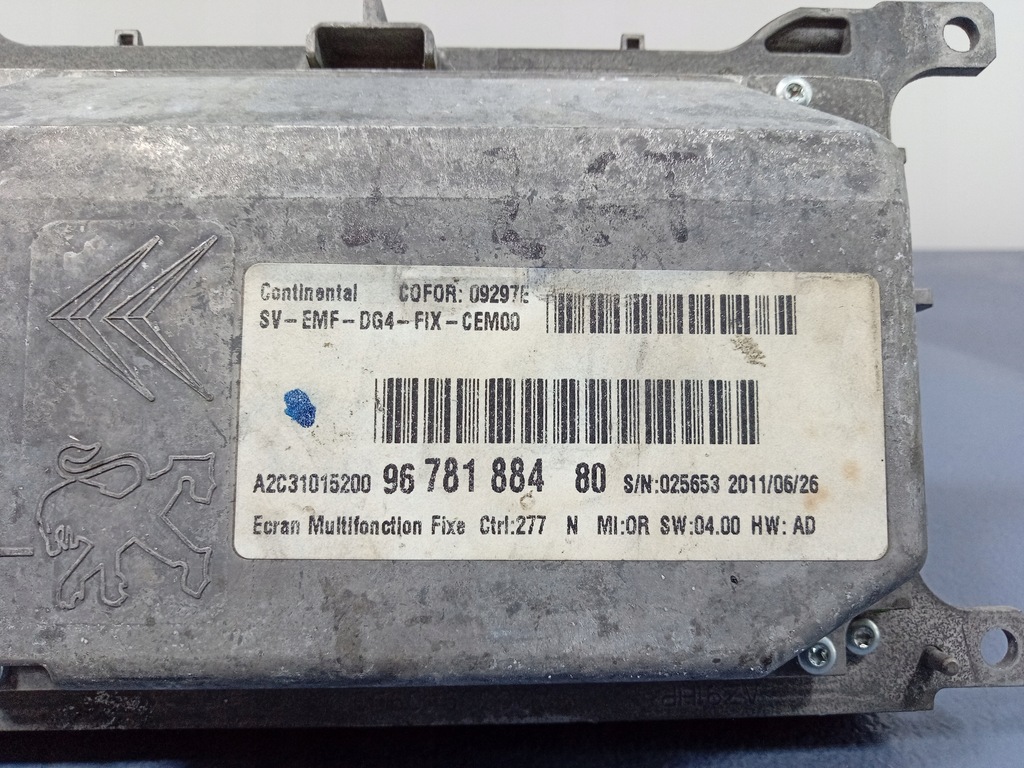 Continental COFOR: 09297E
SV-EMF-DG4-FIX-CEM00
A2C31015200 96 781 884 80 S/N:025653 2011/06/26
Ecran Multifonction Fixe Ctrl:277 N MI:OR SW:04.00 HW: AD